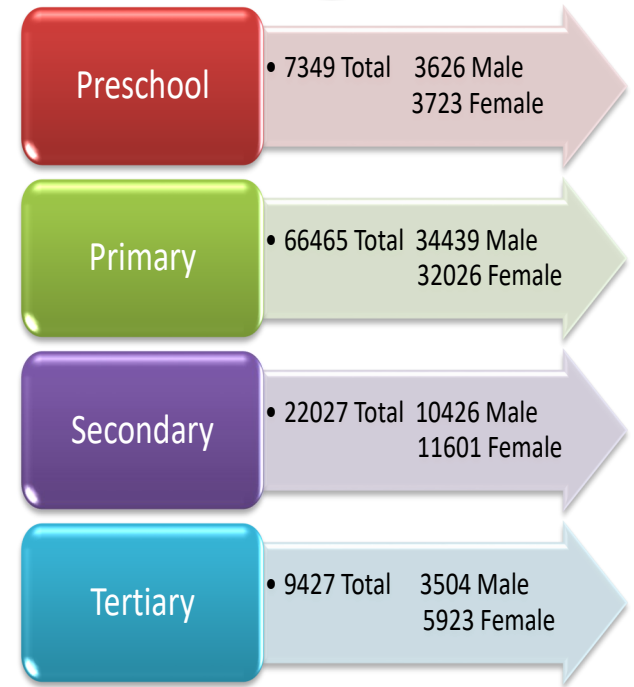 Preschool
• 7349 Total 3626 Male
3723 Female
Primary
• 66465 Total 34439 Male
32026 Female
Secondary
• 22027 Total 10426 Male
11601 Female
Tertiary
• 9427 Total 3504 Male
5923 Female